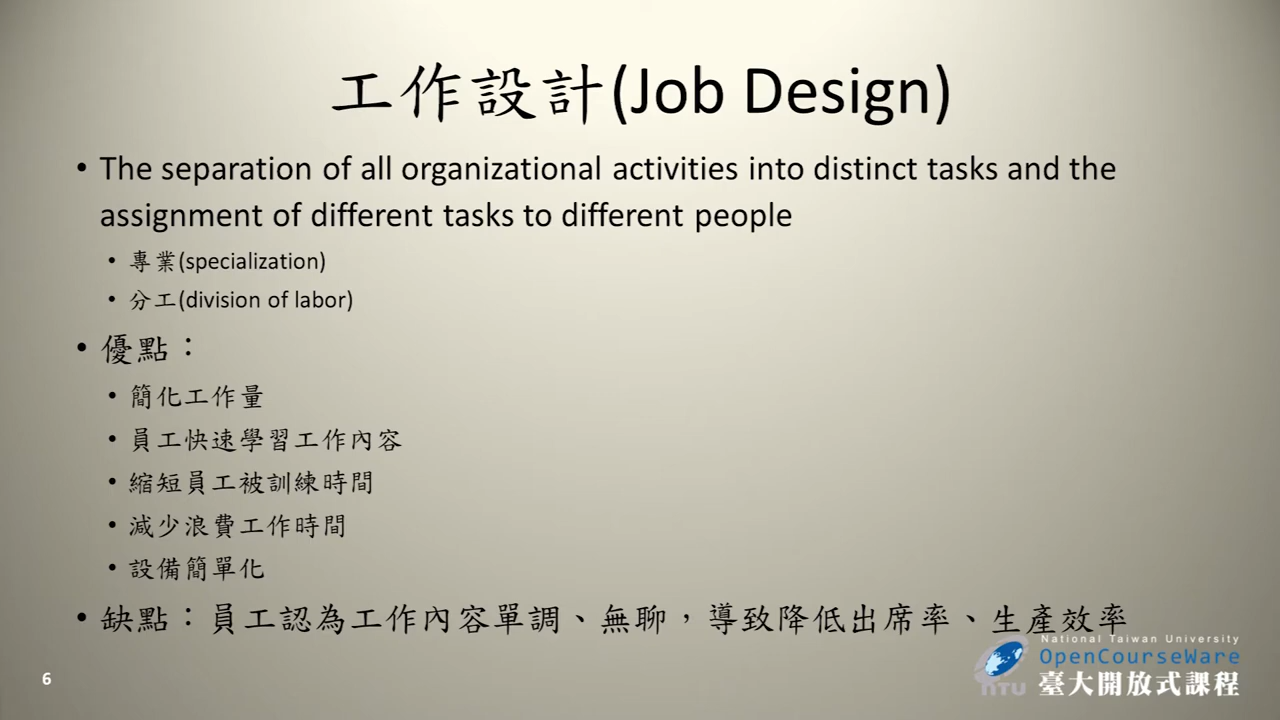 工作設計(Job Design)
• The separation of all organizational activities into distinct tasks and the
assignment of different tasks to different people
• 專業(specialization)
• 分工(division of labor)
• 優點：
• 簡化工作量
• 員工快速學習工作內容
• 縮短員工被訓練時間
• 減少浪費工作時間
• 設備簡單化
• 缺點：員工認為工作內容單調、無聊，導致降低出席率、生產效率
National Taiwan University
OpenCourseWare
NTU 臺大開放式課程
6